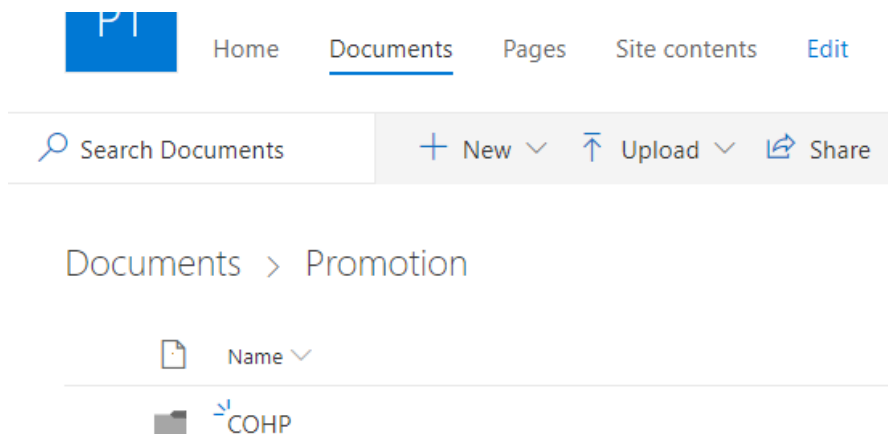 PT
Home Documents Pages Site contents Edit
Search Documents New Upload Share
Documents > Promotion
Name
COHP